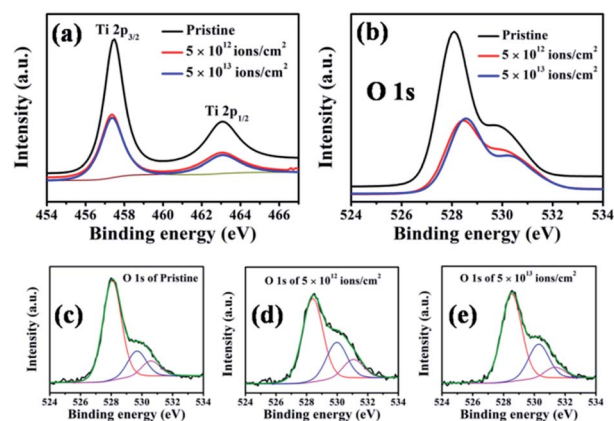 (a)
Ti 2p3/2
Ti 2p1/2
Pristine
5 × 10¹² ions/cm²
5 × 10¹³ ions/cm²
Intensity (a.u.)
454 456 458 460 462 464 466
Binding energy (eV)
(b)
O 1s
Pristine
5 × 10¹² ions/cm²
5 × 10¹³ ions/cm²
Intensity (a.u.)
524 526 528 530 532 534
Binding energy (eV)
O 1s of Pristine
(c)
Intensity (a.u.)
524 526 528 530 532 534
Binding energy (eV)
O 1s of 5 × 10¹² ions/cm²
(d)
Intensity (a.u.)
524 526 528 530 532 534
Binding energy (eV)
O 1s of 5 × 10¹³ ions/cm²
(e)
Intensity (a.u.)
524 526 528 530 532 534
Binding energy (eV)